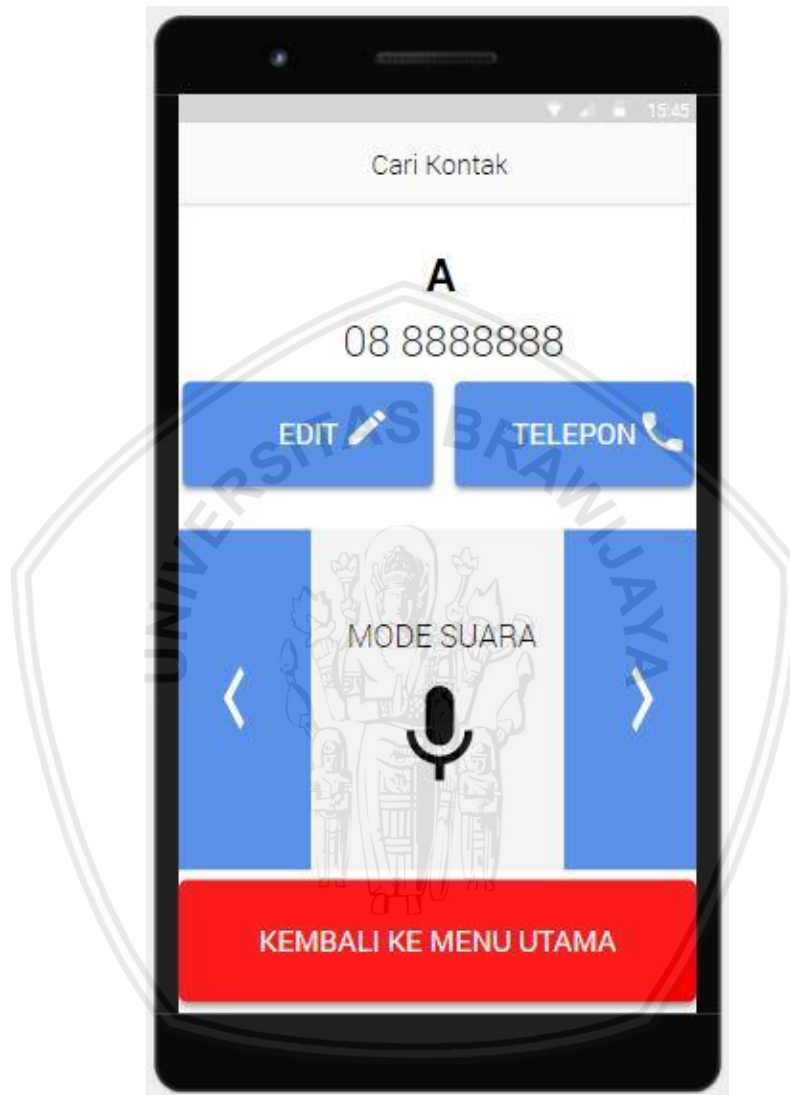 15:45
Cari Kontak
A
08 8888888
EDIT
TELEPON
MODE SUARA
KEMBALI KE MENU UTAMA
UNIVERSITAS BRAWIJAYA